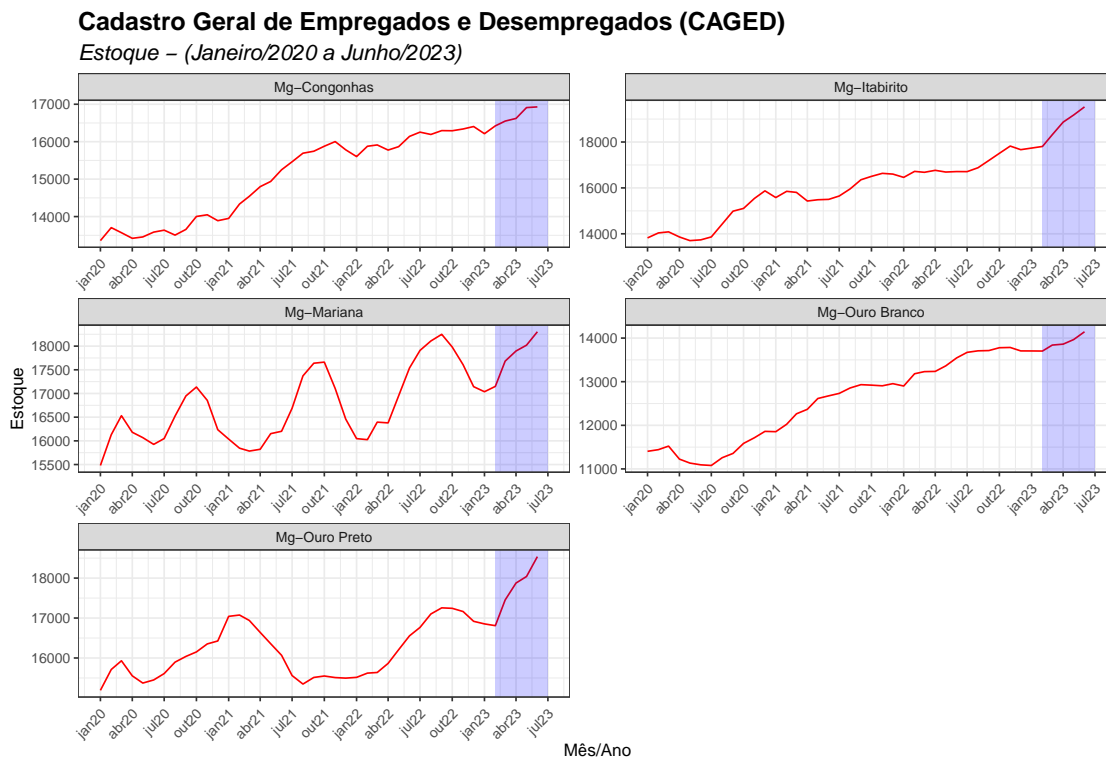 Cadastro Geral de Empregados e Desempregados (CAGED)
Estoque − (Janeiro/2020 a Junho/2023)
Mg−Congonhas
17000
16000
15000
14000
jan20 abr20 jul20 out20 jan21 abr21 jul21 out21 jan22 abr22 jul22 out22 jan23 abr23 jul23
Mg−Itabirito
18000
16000
14000
jan20 abr20 jul20 out20 jan21 abr21 jul21 out21 jan22 abr22 jul22 out22 jan23 abr23 jul23
Mg−Mariana
18000
17500
17000
16500
16000
15500
jan20 abr20 jul20 out20 jan21 abr21 jul21 out21 jan22 abr22 jul22 out22 jan23 abr23 jul23
Mg−Ouro Branco
14000
13000
12000
11000
jan20 abr20 jul20 out20 jan21 abr21 jul21 out21 jan22 abr22 jul22 out22 jan23 abr23 jul23
Mg−Ouro Preto
18000
17000
16000
jan20 abr20 jul20 out20 jan21 abr21 jul21 out21 jan22 abr22 jul22 out22 jan23 abr23 jul23
Estoque
Mês/Ano